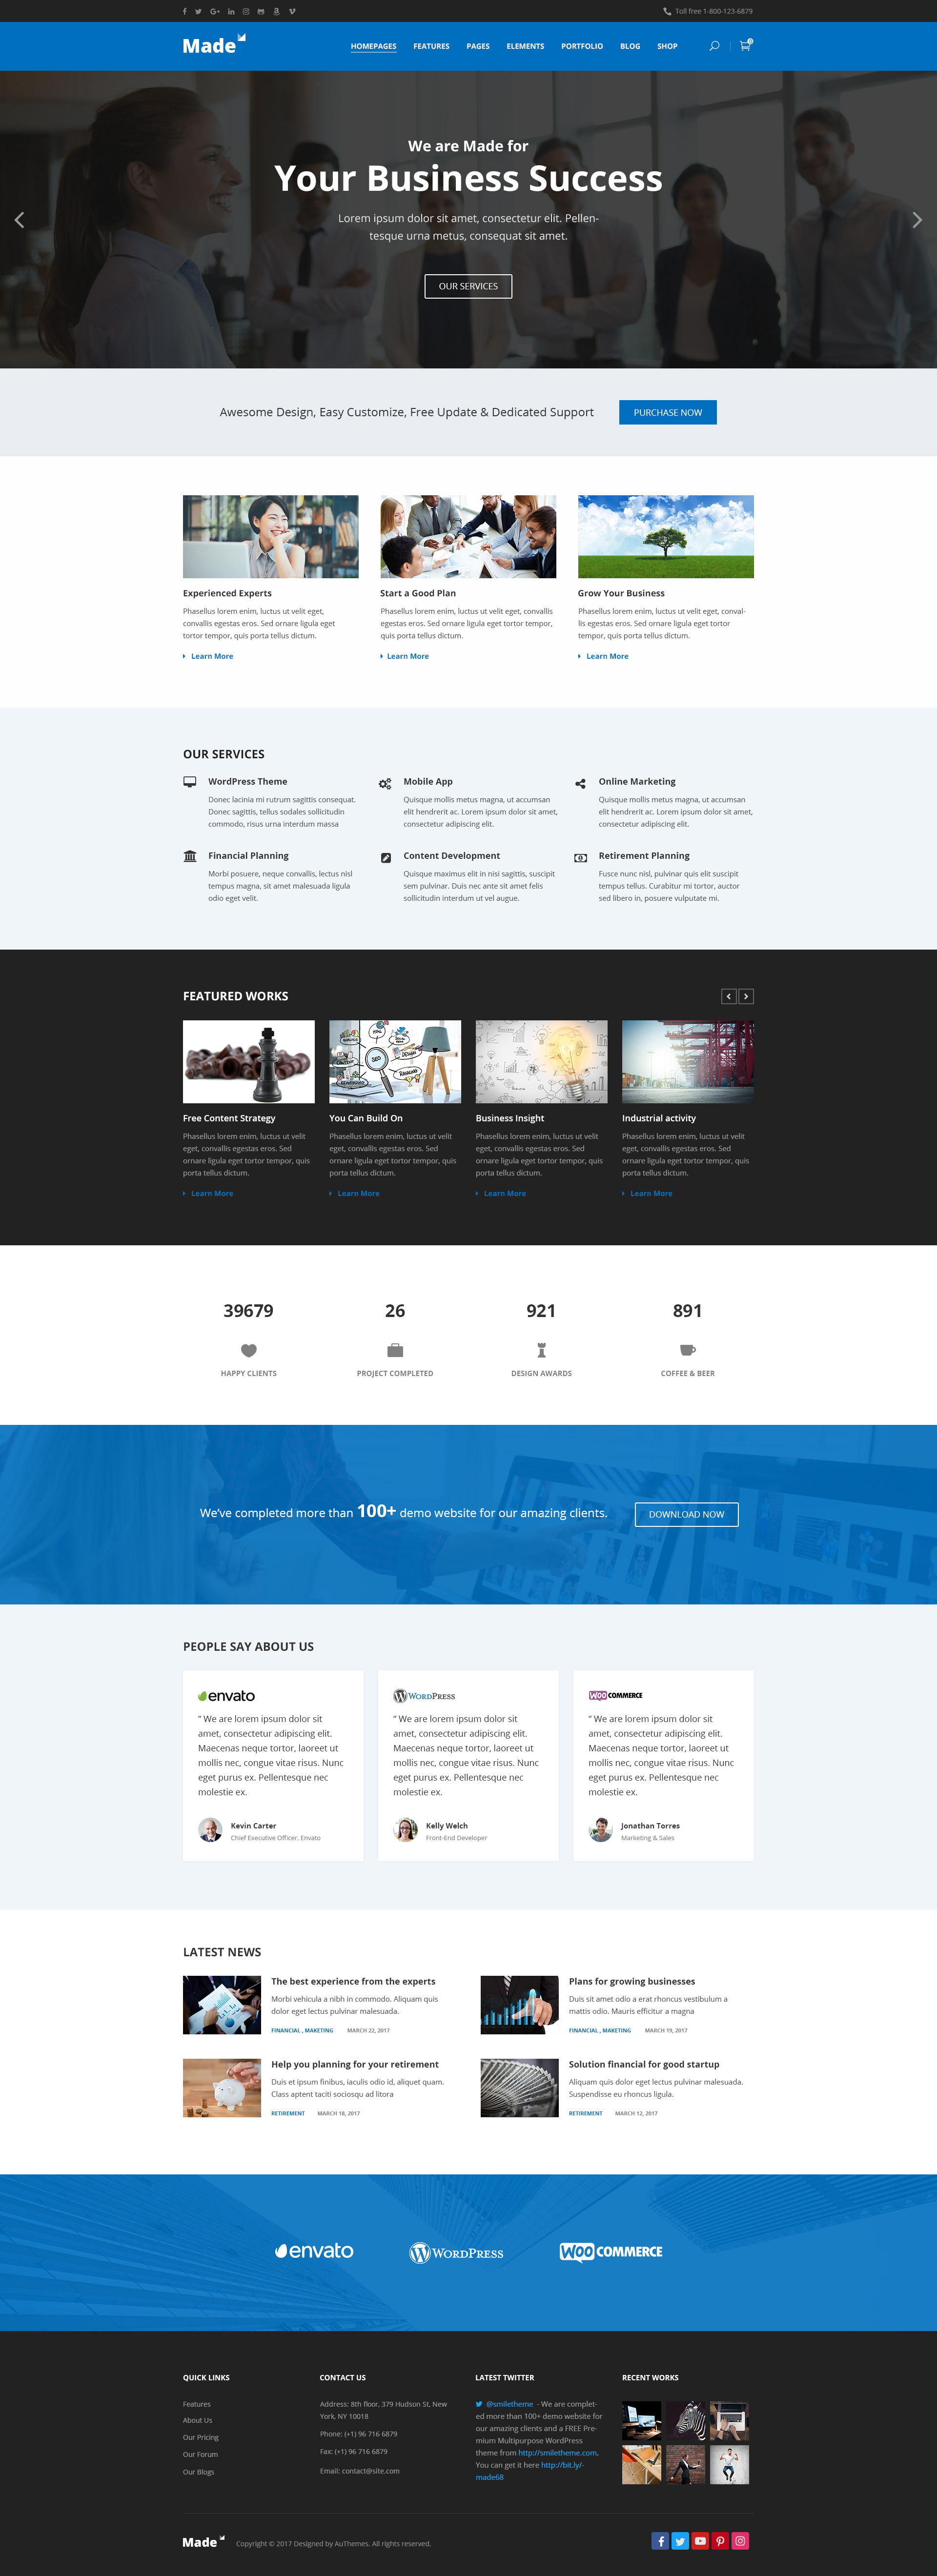 Toll free 1-800-123-6879
Made
HOMEPAGES FEATURES PAGES ELEMENTS PORTFOLIO BLOG SHOP
0
We are Made for
Your Business Success
Lorem ipsum dolor sit amet, consectetur elit. Pellen-
tesque urna metus, consequat sit amet.
OUR SERVICES
Awesome Design, Easy Customize, Free Update & Dedicated Support
PURCHASE NOW
Experienced Experts
Phasellus lorem enim, luctus ut velit eget,
convallis egestas eros. Sed ornare ligula eget
tortor tempor, quis porta tellus dictum.
Learn More
Start a Good Plan
Phasellus lorem enim, luctus ut velit eget, convallis
egestas eros. Sed ornare ligula eget tortor tempor,
quis porta tellus dictum.
Learn More
Grow Your Business
Phasellus lorem enim, luctus ut velit eget, conval-
lis egestas eros. Sed ornare ligula eget tortor
tempor, quis porta tellus dictum.
Learn More
OUR SERVICES
WordPress Theme
Donec lacinia mi rutrum sagittis consequat.
Donec sagittis, tellus sodales sollicitudin
commodo, risus urna interdum massa
Mobile App
Quisque mollis metus magna, ut accumsan
elit hendrerit ac. Lorem ipsum dolor sit amet,
consectetur adipiscing elit.
Online Marketing
Quisque mollis metus magna, ut accumsan
elit hendrerit ac. Lorem ipsum dolor sit amet,
consectetur adipiscing elit.
Financial Planning
Morbi posuere, neque convallis, lectus nisl
tempus magna, sit amet malesuada ligula
odio eget velit.
Content Development
Quisque maximus elit in nisi sagittis, suscipit
sem pulvinar. Duis nec ante sit amet felis
sollicitudin interdum ut vel augue.
Retirement Planning
Fusce nunc nisl, pulvinar quis elit suscipit
tempus tellus. Curabitur mi tortor, auctor
sed libero in, posuere vulputate mi.
FEATURED WORKS
SEO
DESIGN
Free Content Strategy
Phasellus lorem enim, luctus ut velit
eget, convallis egestas eros. Sed
ornare ligula eget tortor tempor, quis
porta tellus dictum.
Learn More
You Can Build On
Phasellus lorem enim, luctus ut velit
eget, convallis egestas eros. Sed
ornare ligula eget tortor tempor, quis
porta tellus dictum.
Learn More
Business Insight
Phasellus lorem enim, luctus ut velit
eget, convallis egestas eros. Sed
ornare ligula eget tortor tempor, quis
porta tellus dictum.
Learn More
Industrial activity
Phasellus lorem enim, luctus ut velit
eget, convallis egestas eros. Sed
ornare ligula eget tortor tempor, quis
porta tellus dictum.
Learn More
39679
HAPPY CLIENTS
26
PROJECT COMPLETED
921
DESIGN AWARDS
891
COFFEE & BEER
We've completed more than 100+ demo website for our amazing clients.
DOWNLOAD NOW
PEOPLE SAY ABOUT US
envato
“ We are lorem ipsum dolor sit
amet, consectetur adipiscing elit.
Maecenas neque tortor, laoreet ut
mollis nec, congue vitae risus. Nunc
eget purus ex. Pellentesque nec
molestie ex.
Kevin Carter
Chief Executive Officer, Envato
WORDPRESS
“ We are lorem ipsum dolor sit
amet, consectetur adipiscing elit.
Maecenas neque tortor, laoreet ut
mollis nec, congue vitae risus. Nunc
eget purus ex. Pellentesque nec
molestie ex.
Kelly Welch
Front-End Developer
WOO COMMERCE
“ We are lorem ipsum dolor sit
amet, consectetur adipiscing elit.
Maecenas neque tortor, laoreet ut
mollis nec, congue vitae risus. Nunc
eget purus ex. Pellentesque nec
molestie ex.
Jonathan Torres
Marketing & Sales
LATEST NEWS
The best experience from the experts
Morbi vehicula a nibh in commodo. Aliquam quis
dolor eget lectus pulvinar malesuada.
FINANCIAL , MAKETING MARCH 22, 2017
Plans for growing businesses
Duis sit amet odio a erat rhoncus vestibulum a
mattis odio. Mauris efficitur a magna
FINANCIAL , MAKETING MARCH 19, 2017
Help you planning for your retirement
Duis et ipsum finibus, iaculis odio id, aliquet quam.
Class aptent taciti sociosqu ad litora
RETIREMENT MARCH 18, 2017
Solution financial for good startup
Aliquam quis dolor eget lectus pulvinar malesuada.
Suspendisse eu rhoncus ligula.
RETIREMENT MARCH 12, 2017
envato
WORDPRESS
WOO COMMERCE
QUICK LINKS
Features
About Us
Our Pricing
Our Forum
Our Blogs
CONTACT US
Address: 8th floor, 379 Hudson St, New
York, NY 10018
Phone: (+1) 96 716 6879
Fax: (+1) 96 716 6879
Email: contact@site.com
LATEST TWITTER
@smiletheme - We are complet-
ed more than 100+ demo website for
our amazing clients and a FREE Pre-
mium Multipurpose WordPress
theme from http://smiletheme.com.
You can get it here http://bit.ly/-
made68
RECENT WORKS
Made
Copyright © 2017 Designed by AuThemes. All rights reserved.